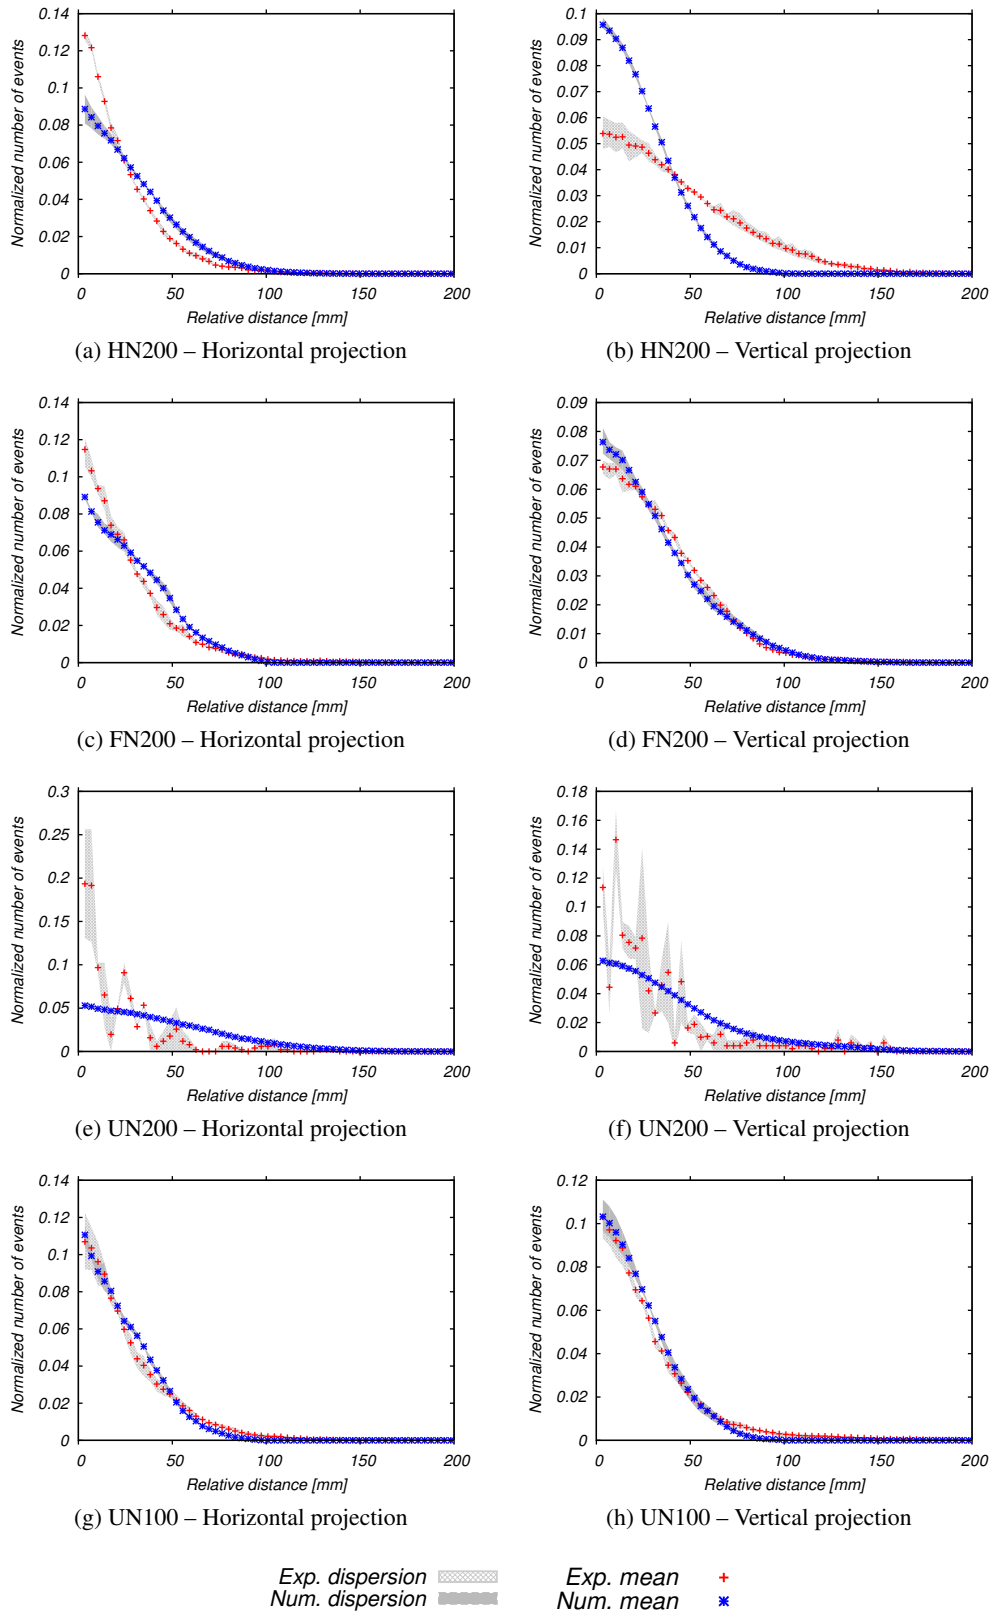 0.14
0.12
0.1
0.08
0.06
0.04
0.02
0
Normalized number of events
0 50 100 150 200
Relative distance [mm]
(a) HN200 – Horizontal projection
0.1
0.09
0.08
0.07
0.06
0.05
0.04
0.03
0.02
0.01
0
Normalized number of events
0 50 100 150 200
Relative distance [mm]
(b) HN200 – Vertical projection
0.14
0.12
0.1
0.08
0.06
0.04
0.02
0
Normalized number of events
0 50 100 150 200
Relative distance [mm]
(c) FN200 – Horizontal projection
0.09
0.08
0.07
0.06
0.05
0.04
0.03
0.02
0.01
0
Normalized number of events
0 50 100 150 200
Relative distance [mm]
(d) FN200 – Vertical projection
0.3
0.25
0.2
0.15
0.1
0.05
0
Normalized number of events
0 50 100 150 200
Relative distance [mm]
(e) UN200 – Horizontal projection
0.18
0.16
0.14
0.12
0.1
0.08
0.06
0.04
0.02
0
Normalized number of events
0 50 100 150 200
Relative distance [mm]
(f) UN200 – Vertical projection
0.14
0.12
0.1
0.08
0.06
0.04
0.02
0
Normalized number of events
0 50 100 150 200
Relative distance [mm]
(g) UN100 – Horizontal projection
0.12
0.1
0.08
0.06
0.04
0.02
0
Normalized number of events
0 50 100 150 200
Relative distance [mm]
(h) UN100 – Vertical projection
Exp. dispersion
Num. dispersion
Exp. mean
Num. mean